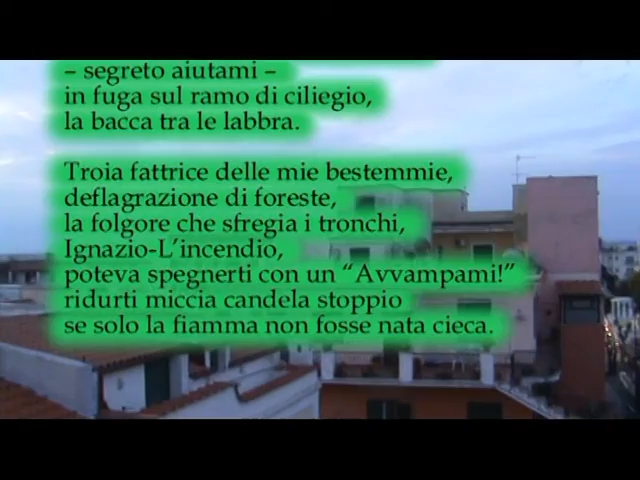 – segreto aiutami –
in fuga sul ramo di ciliegio,
la bacca tra le labbra.
Troia fattrice delle mie bestemmie,
deflagrazione di foreste,
la folgore che sfregia i tronchi,
Ignazio-L’incendio,
poteva spegnerti con un “Avvampami!”
ridurti miccia candela stoppio
se solo la fiamma non fosse nata cieca.